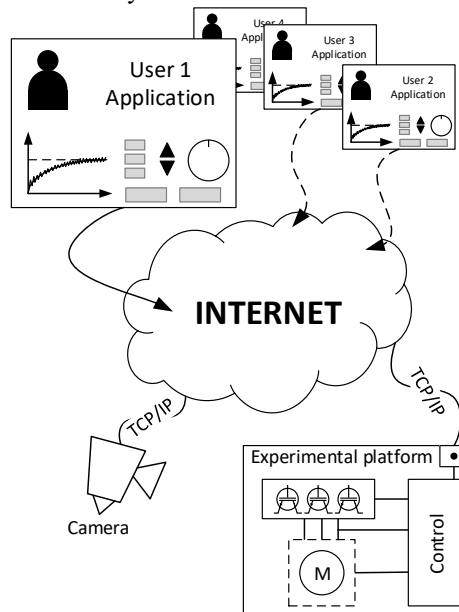 User 4
User 3
Application
User 2
Application
User 1
Application
INTERNET
TCP/IP
TCP/IP
Camera
Experimental platform
Control
M